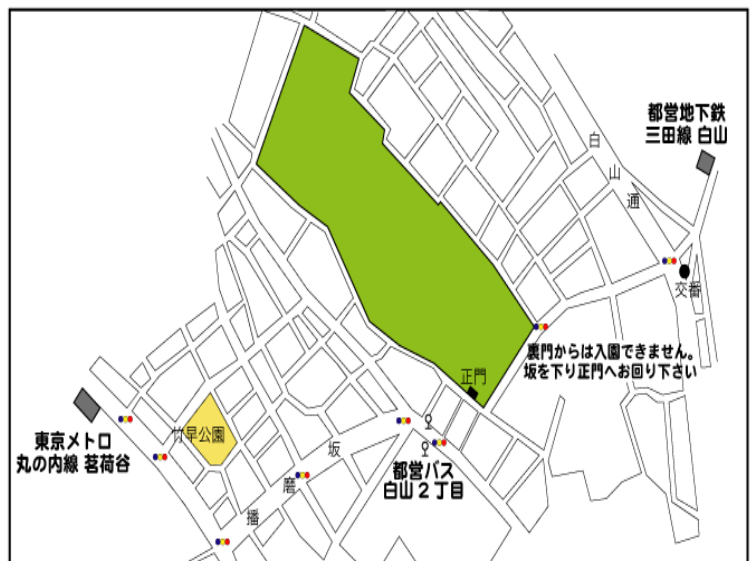 都営地下鉄
三田線 白山
白山通
交番
裏門からは入園できません。
坂を下り正門へお回り下さい
正門
竹早公園
東京メトロ
丸の内線 茗荷谷
都営バス
白山2丁目
播磨坂